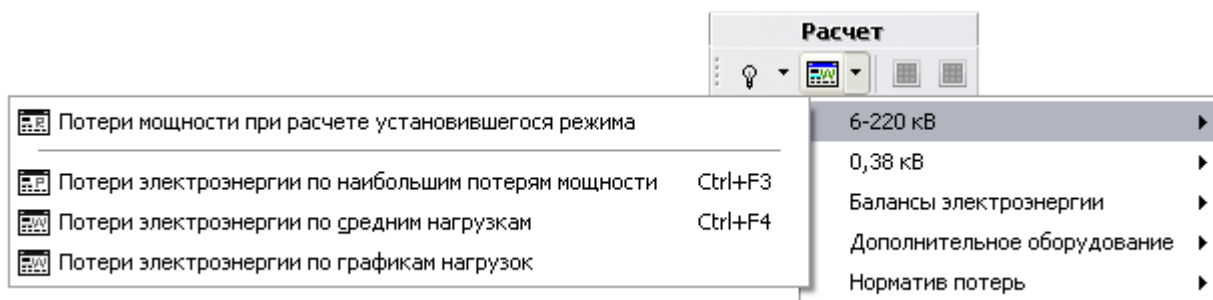 Расчет
Потери мощности при расчете установившегося режима
Потери электроэнергии по наибольшим потерям мощности Ctrl+F3
Потери электроэнергии по средним нагрузкам Ctrl+F4
Потери электроэнергии по графикам нагрузок
6-220 кВ
0,38 кВ
Балансы электроэнергии
Дополнительное оборудование
Норматив потерь